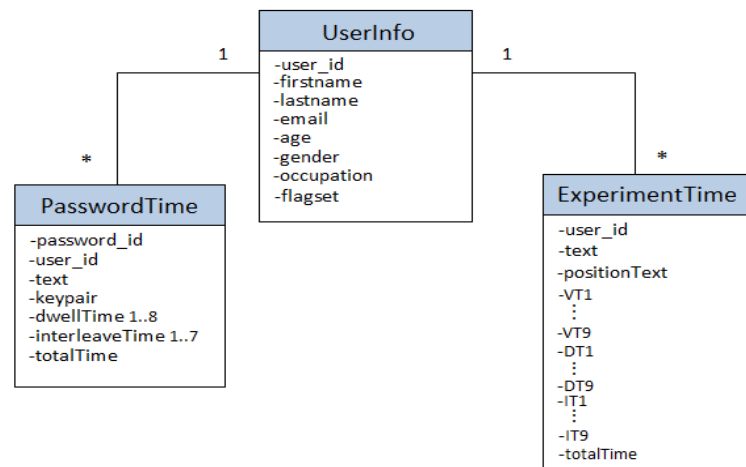 UserInfo
-user_id
-firstname
-lastname
-email
-age
-gender
-occupation
-flagset
1
1
*
*
PasswordTime
-password_id
-user_id
-text
-keypair
-dwellTime 1..8
-interleaveTime 1..7
-totalTime
ExperimentTime
-user_id
-text
-positionText
-VT1
⋮
-VT9
-DT1
⋮
-DT9
-IT1
⋮
-IT9
-totalTime